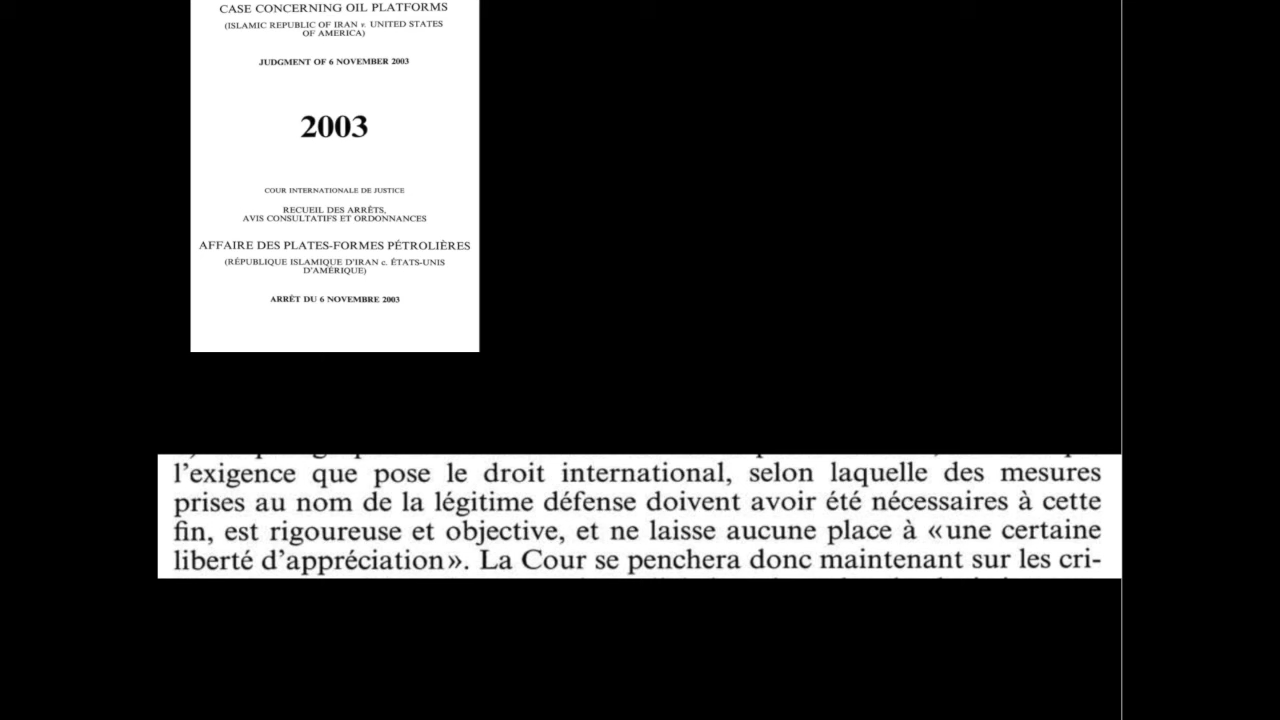 CASE CONCERNING OIL PLATFORMS
(ISLAMIC REPUBLIC OF IRAN v. UNITED STATES
OF AMERICA)
JUDGMENT OF 6 NOVEMBER 2003
2003
COUR INTERNATIONALE DE JUSTICE
RECUEIL DES ARRÊTS,
AVIS CONSULTATIFS ET ORDONNANCES
AFFAIRE DES PLATES-FORMES PÉTROLIÈRES
(RÉPUBLIQUE ISLAMIQUE D'IRAN c. ÉTATS-UNIS
D'AMÉRIQUE)
ARRÊT DU 6 NOVEMBRE 2003
l'exigence que pose le droit international, selon laquelle des mesures
prises au nom de la légitime défense doivent avoir été nécessaires à cette
fin, est rigoureuse et objective, et ne laisse aucune place à «une certaine
liberté d'appréciation». La Cour se penchera donc maintenant sur les cri-